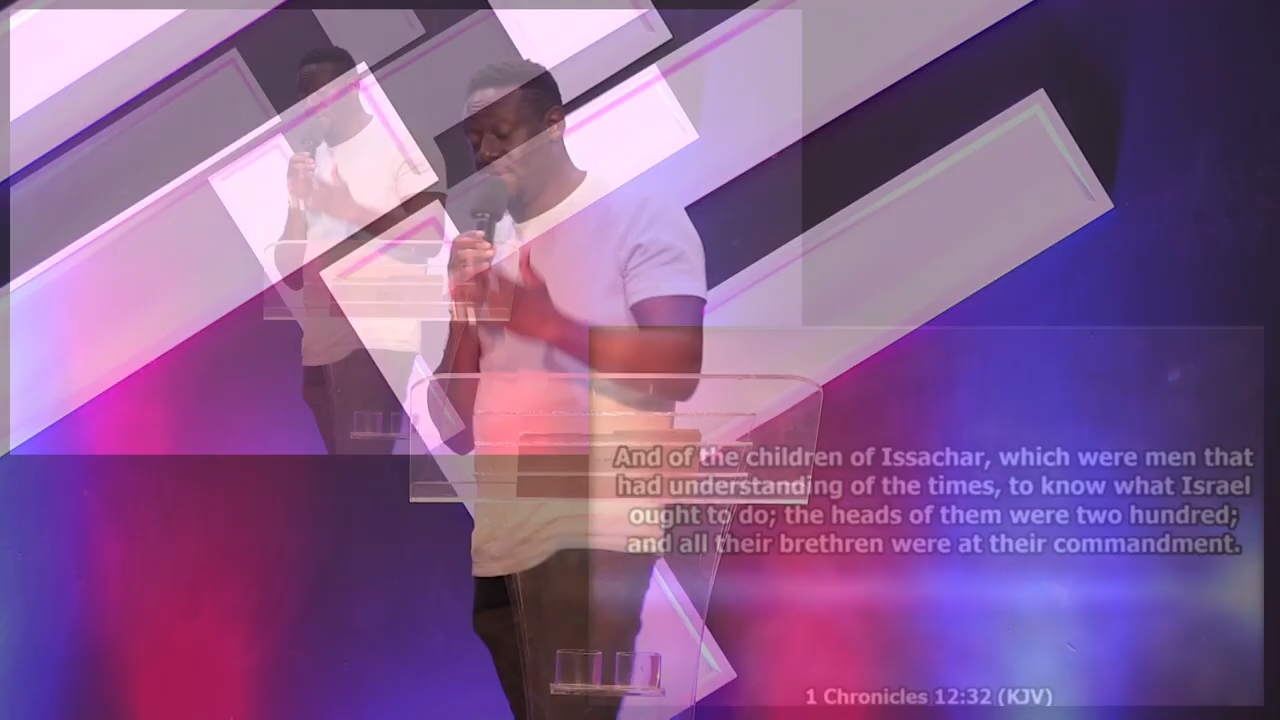 And of the children of Issachar, which were men that
had understanding of the times, to know what Israel
ought to do; the heads of them were two hundred;
and all their brethren were at their commandment.
1 Chronicles 12:32 (KJV)